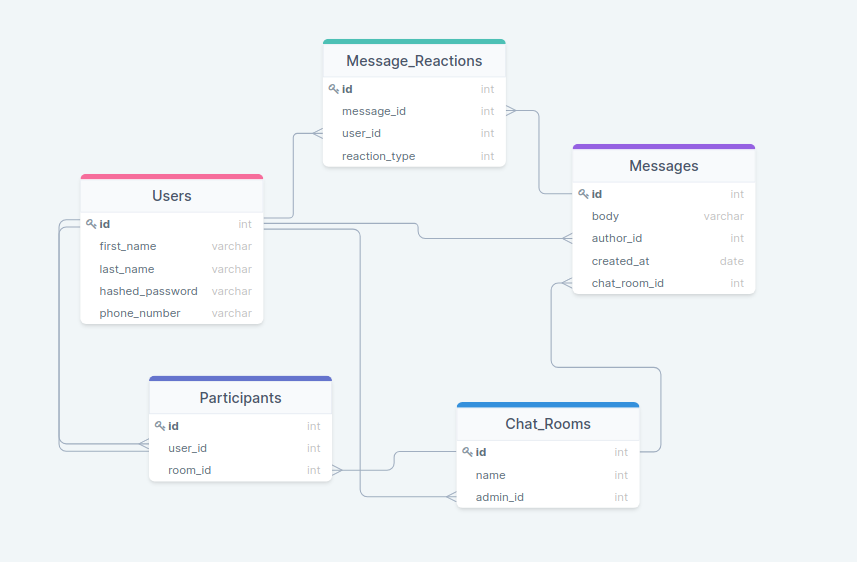 Message_Reactions
id int
message_id int
user_id int
reaction_type int
Messages
id int
body varchar
author_id int
created_at date
chat_room_id int
Users
id int
first_name varchar
last_name varchar
hashed_password varchar
phone_number varchar
Participants
id int
user_id int
room_id int
Chat_Rooms
id int
name int
admin_id int